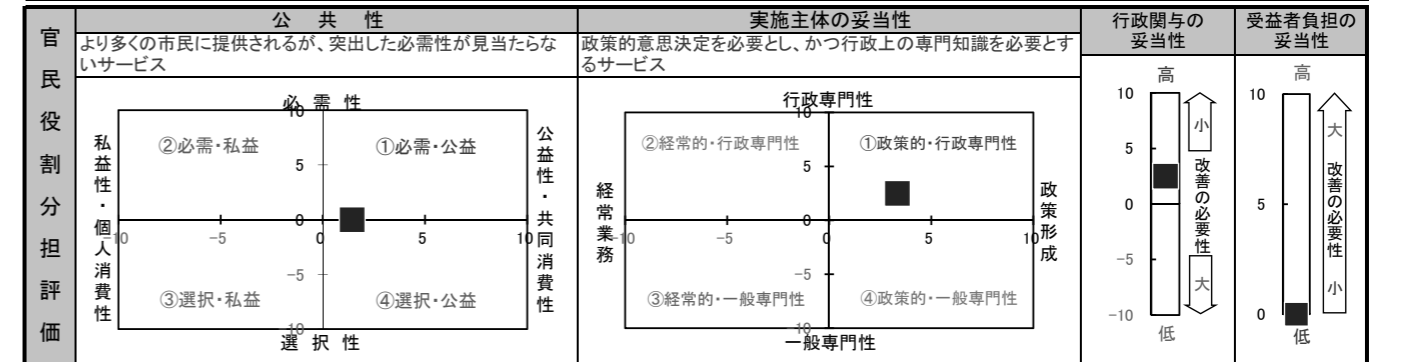 官民役割分担評価
公共性
より多くの市民に提供されるが、突出した必需性が見当たらな
いサービス
必需性
10
②必需・私益
①必需・公益
5
私益性・個人消費性
公益性・共同消費性
0
-10
-5
0
5
10
-5
③選択・私益
④選択・公益
-10
選択性
実施主体の妥当性
政策的意思決定を必要とし、かつ行政上の専門知識を必要とす
るサービス
行政専門性
10
②経常的・行政専門性
①政策的・行政専門性
5
経常業務
政策形成
0
-10
-5
0
5
10
-5
③経常的・一般専門性
④政策的・一般専門性
-10
一般専門性
行政関与の
妥当性
高
10
5
0
-5
-10
小
改善の必要性
大
低
受益者負担の
妥当性
高
10
5
0
大
改善の必要性
小
低